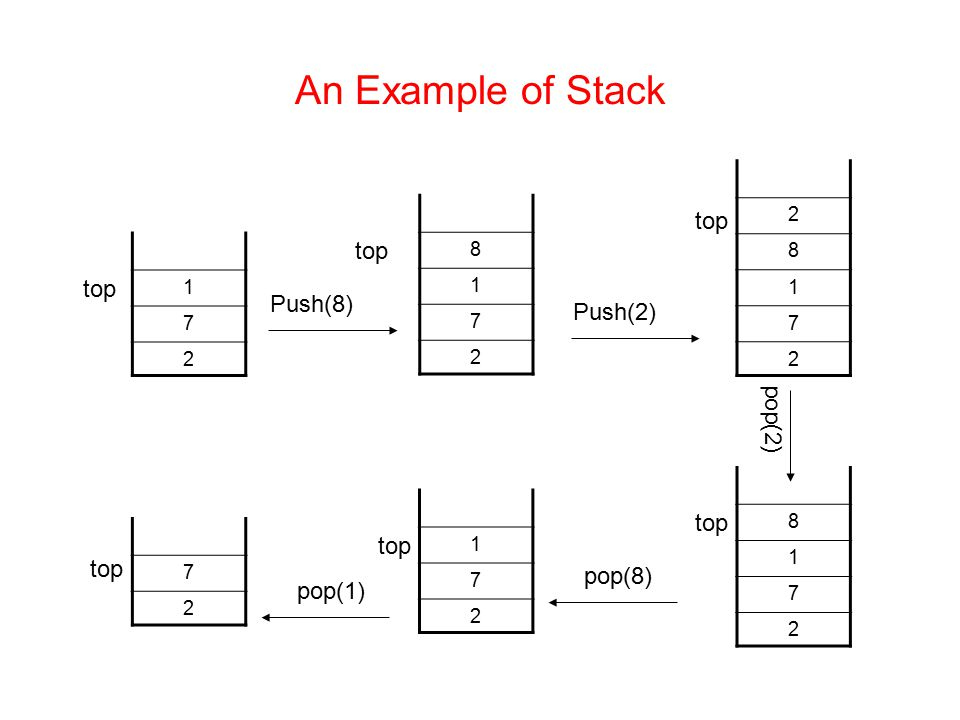 An Example of Stack
top
1
7
2
Push(8)
top
8
1
7
2
Push(2)
top
2
8
1
7
2
pop(2)
top
8
1
7
2
pop(8)
top
1
7
2
pop(1)
top
7
2